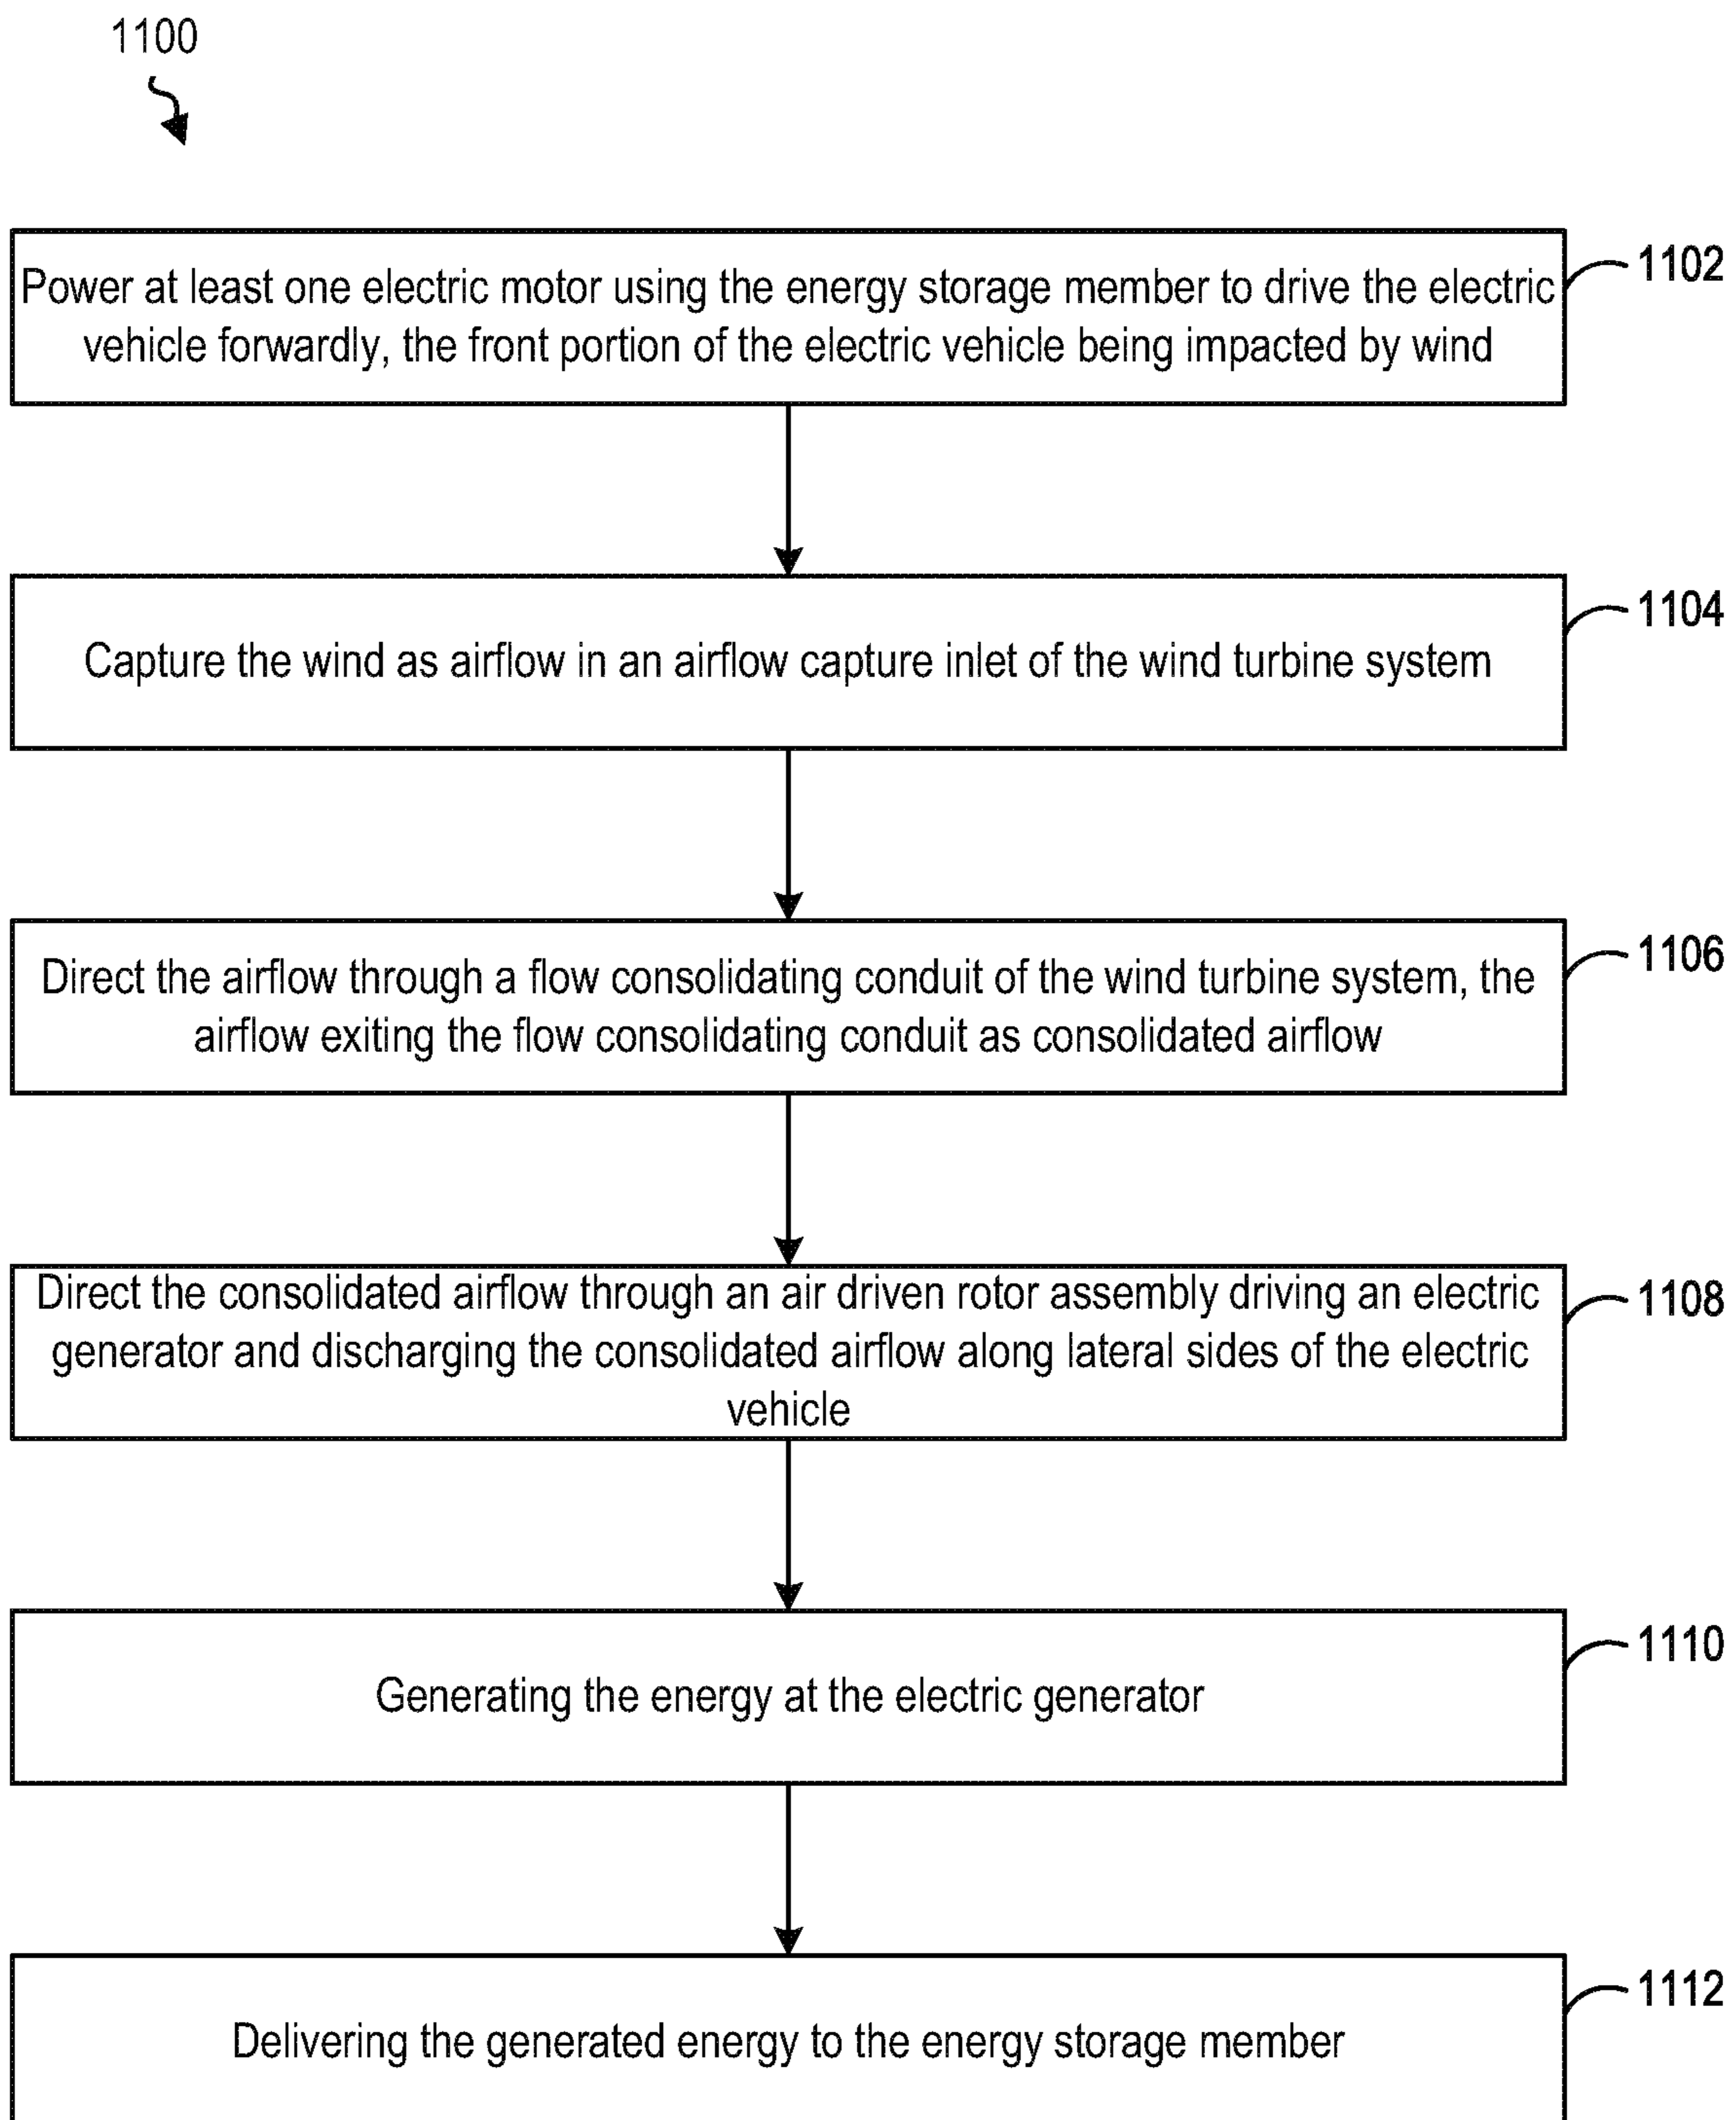 1100
Power at least one electric motor using the energy storage member to drive the electric
vehicle forwardly, the front portion of the electric vehicle being impacted by wind
1102
Capture the wind as airflow in an airflow capture inlet of the wind turbine system
1104
Direct the airflow through a flow consolidating conduit of the wind turbine system, the
airflow exiting the flow consolidating conduit as consolidated airflow
1106
Direct the consolidated airflow through an air driven rotor assembly driving an electric
generator and discharging the consolidated airflow along lateral sides of the electric
vehicle
1108
Generating the energy at the electric generator
1110
Delivering the generated energy to the energy storage member
1112